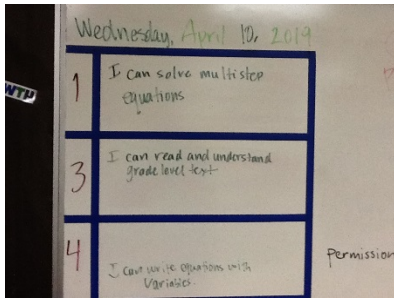 Wednesday, April 10, 2019
1
I can solve multistep
equations
3
I can read and understand
grade level text
4
I can write equations with
variables.
Permission